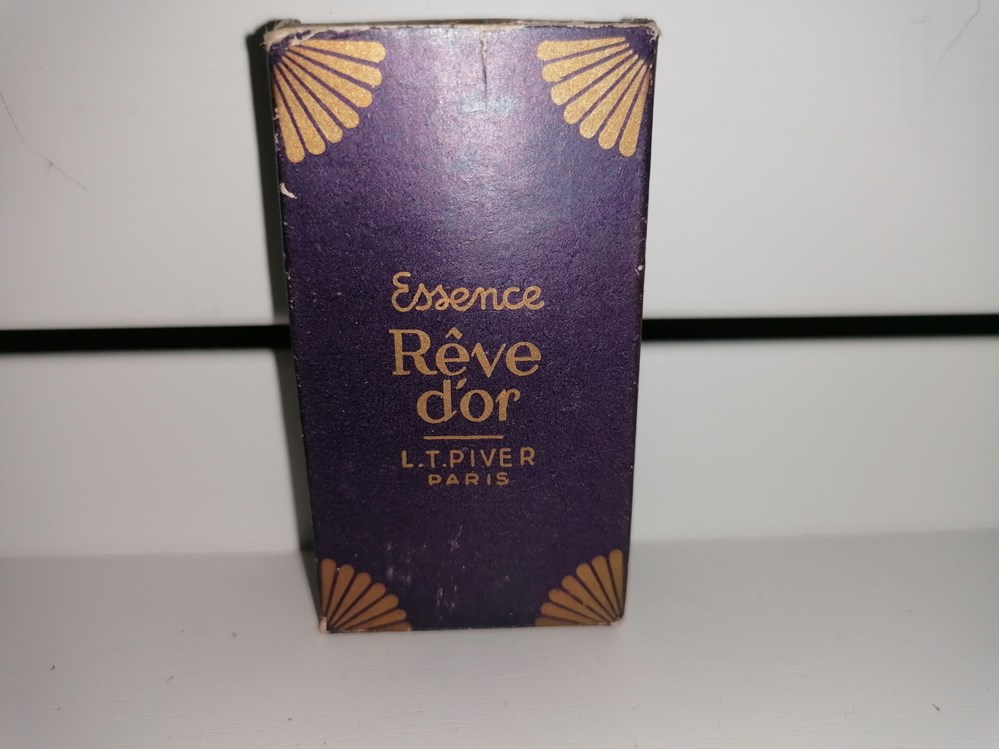 Essence
Rêve
d'or
L.T.PIVER
PARIS